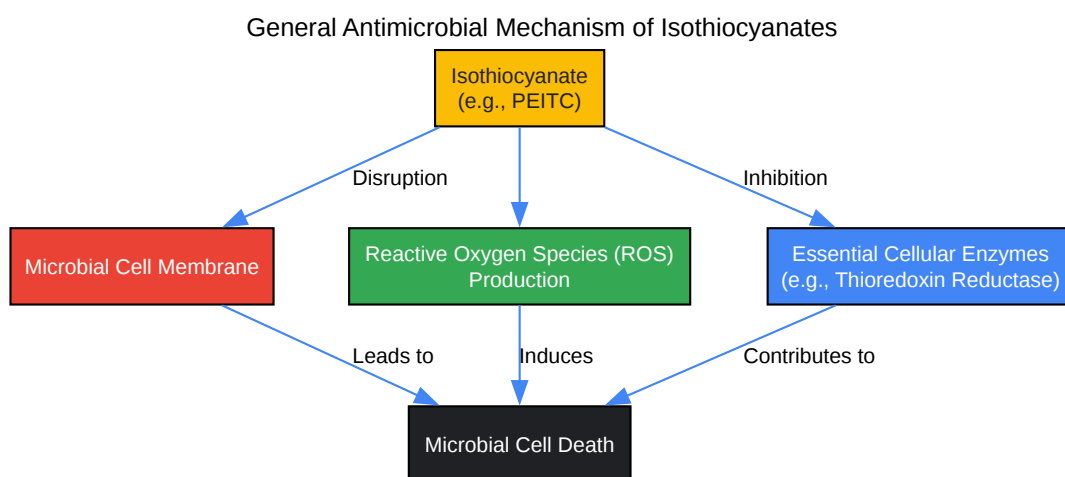 General Antimicrobial Mechanism of Isothiocyanates
Isothiocyanate
(e.g., PEITC)
Disruption
Inhibition
Microbial Cell Membrane
Reactive Oxygen Species (ROS)
Production
Essential Cellular Enzymes
(e.g., Thioredoxin Reductase)
Leads to
Induces
Contributes to
Microbial Cell Death